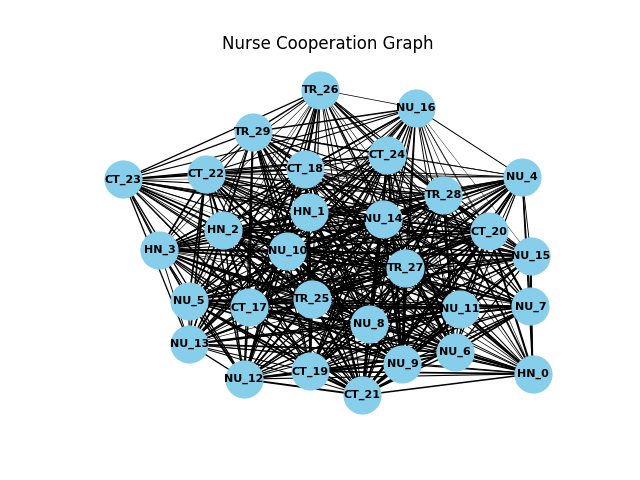 Nurse Cooperation Graph
TR_26
NU_16
TR_29
CT_24
CT_18
CT_22
NU_4
CT_23
TR_28
HN_1
NU_14
HN_2
CT_20
HN_3
NU_10
NU_15
TR_27
TR_25
NU_5
CT_17
NU_11
NU_7
NU_8
NU_13
NU_6
NU_9
CT_19
HN_0
NU_12
CT_21